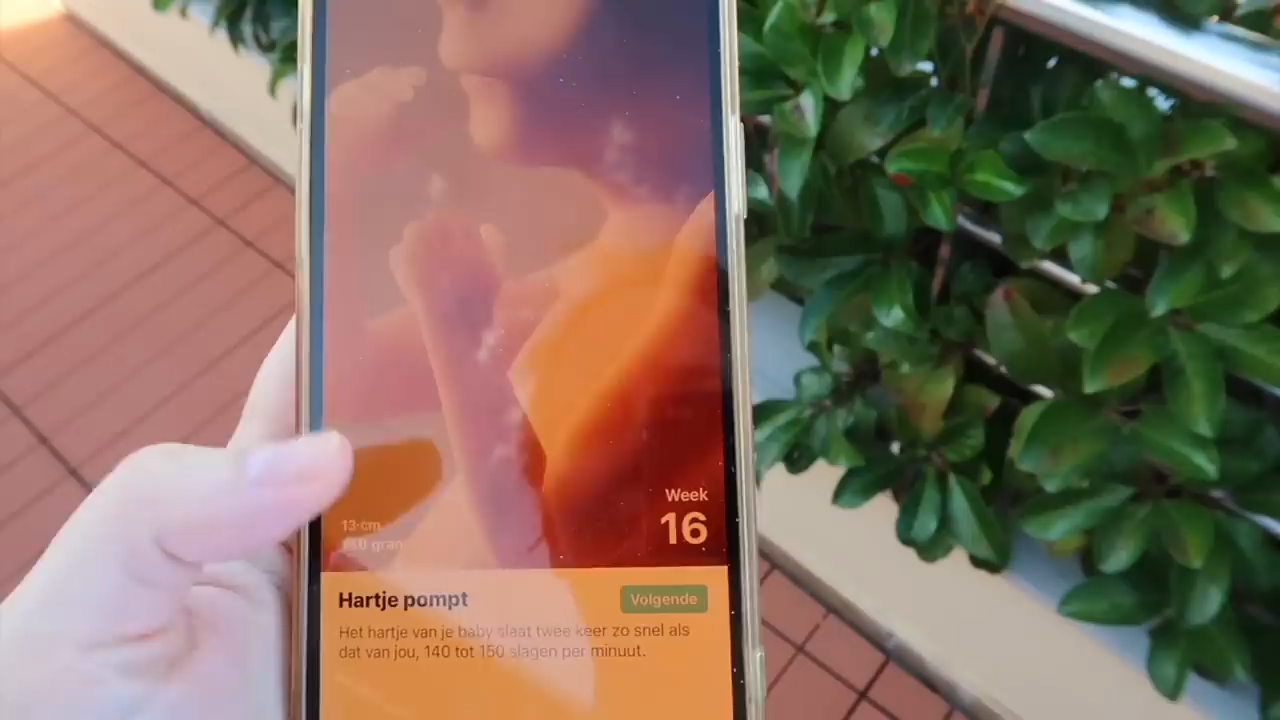 Week
16
13 cm
gram
Hartje pompt
Volgende
Het hartje van je baby slaat twee keer zo snel als
dat van jou, 140 tot 150 slagen per minuut.